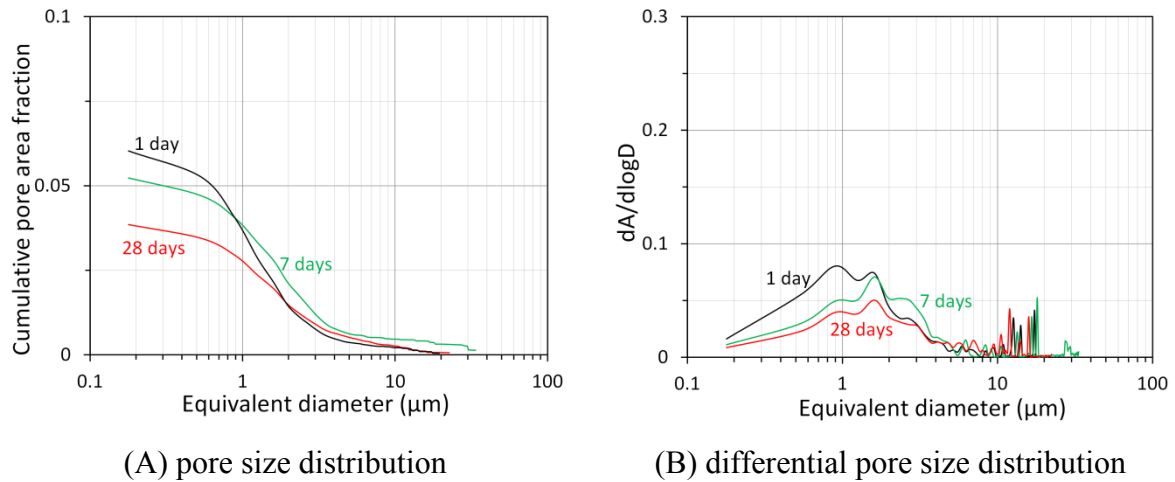 0.1
0.05
0
Cumulative pore area fraction
1 day
28 days
7 days
0.1
1
10
100
Equivalent diameter (μm)
(A) pore size distribution
0.3
0.2
0.1
0
dA/dlogD
1 day
7 days
28 days
0.1
1
10
100
Equivalent diameter (μm)
(B) differential pore size distribution